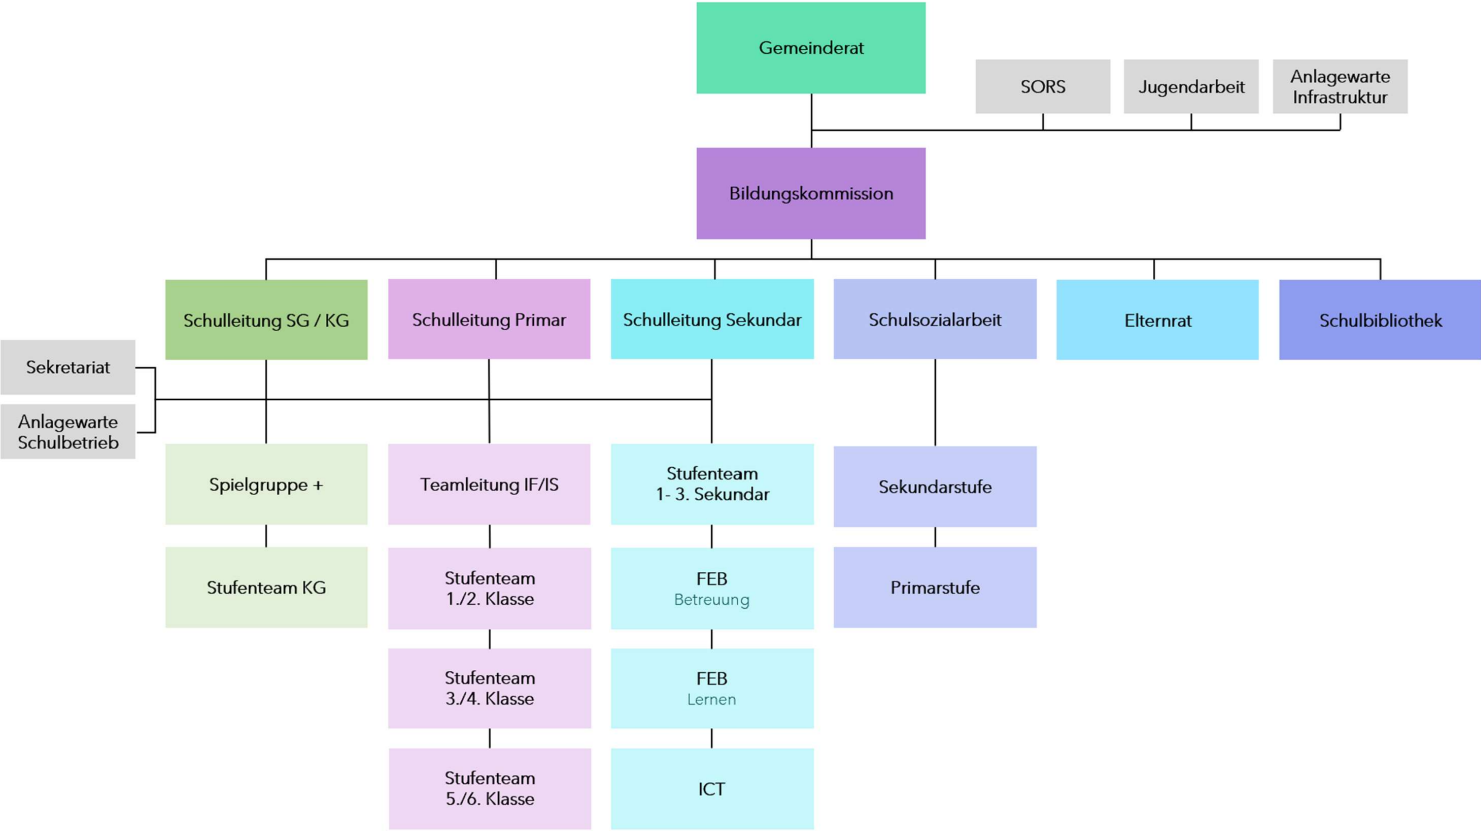 Gemeinderat
SORS
Jugendarbeit
Anlagewarte
Infrastruktur
Bildungskommission
Schulleitung SG / KG
Schulleitung Primar
Schulleitung Sekundar
Schulsozialarbeit
Elternrat
Schulbibliothek
Sekretariat
Anlagewarte
Schulbetrieb
Spielgruppe +
Teamleitung IF/IS
Stufenteam
1- 3. Sekundar
Sekundarstufe
Stufenteam KG
Stufenteam
1./2. Klasse
FEB
Betreuung
Primarstufe
Stufenteam
3./4. Klasse
FEB
Lernen
Stufenteam
5./6. Klasse
ICT